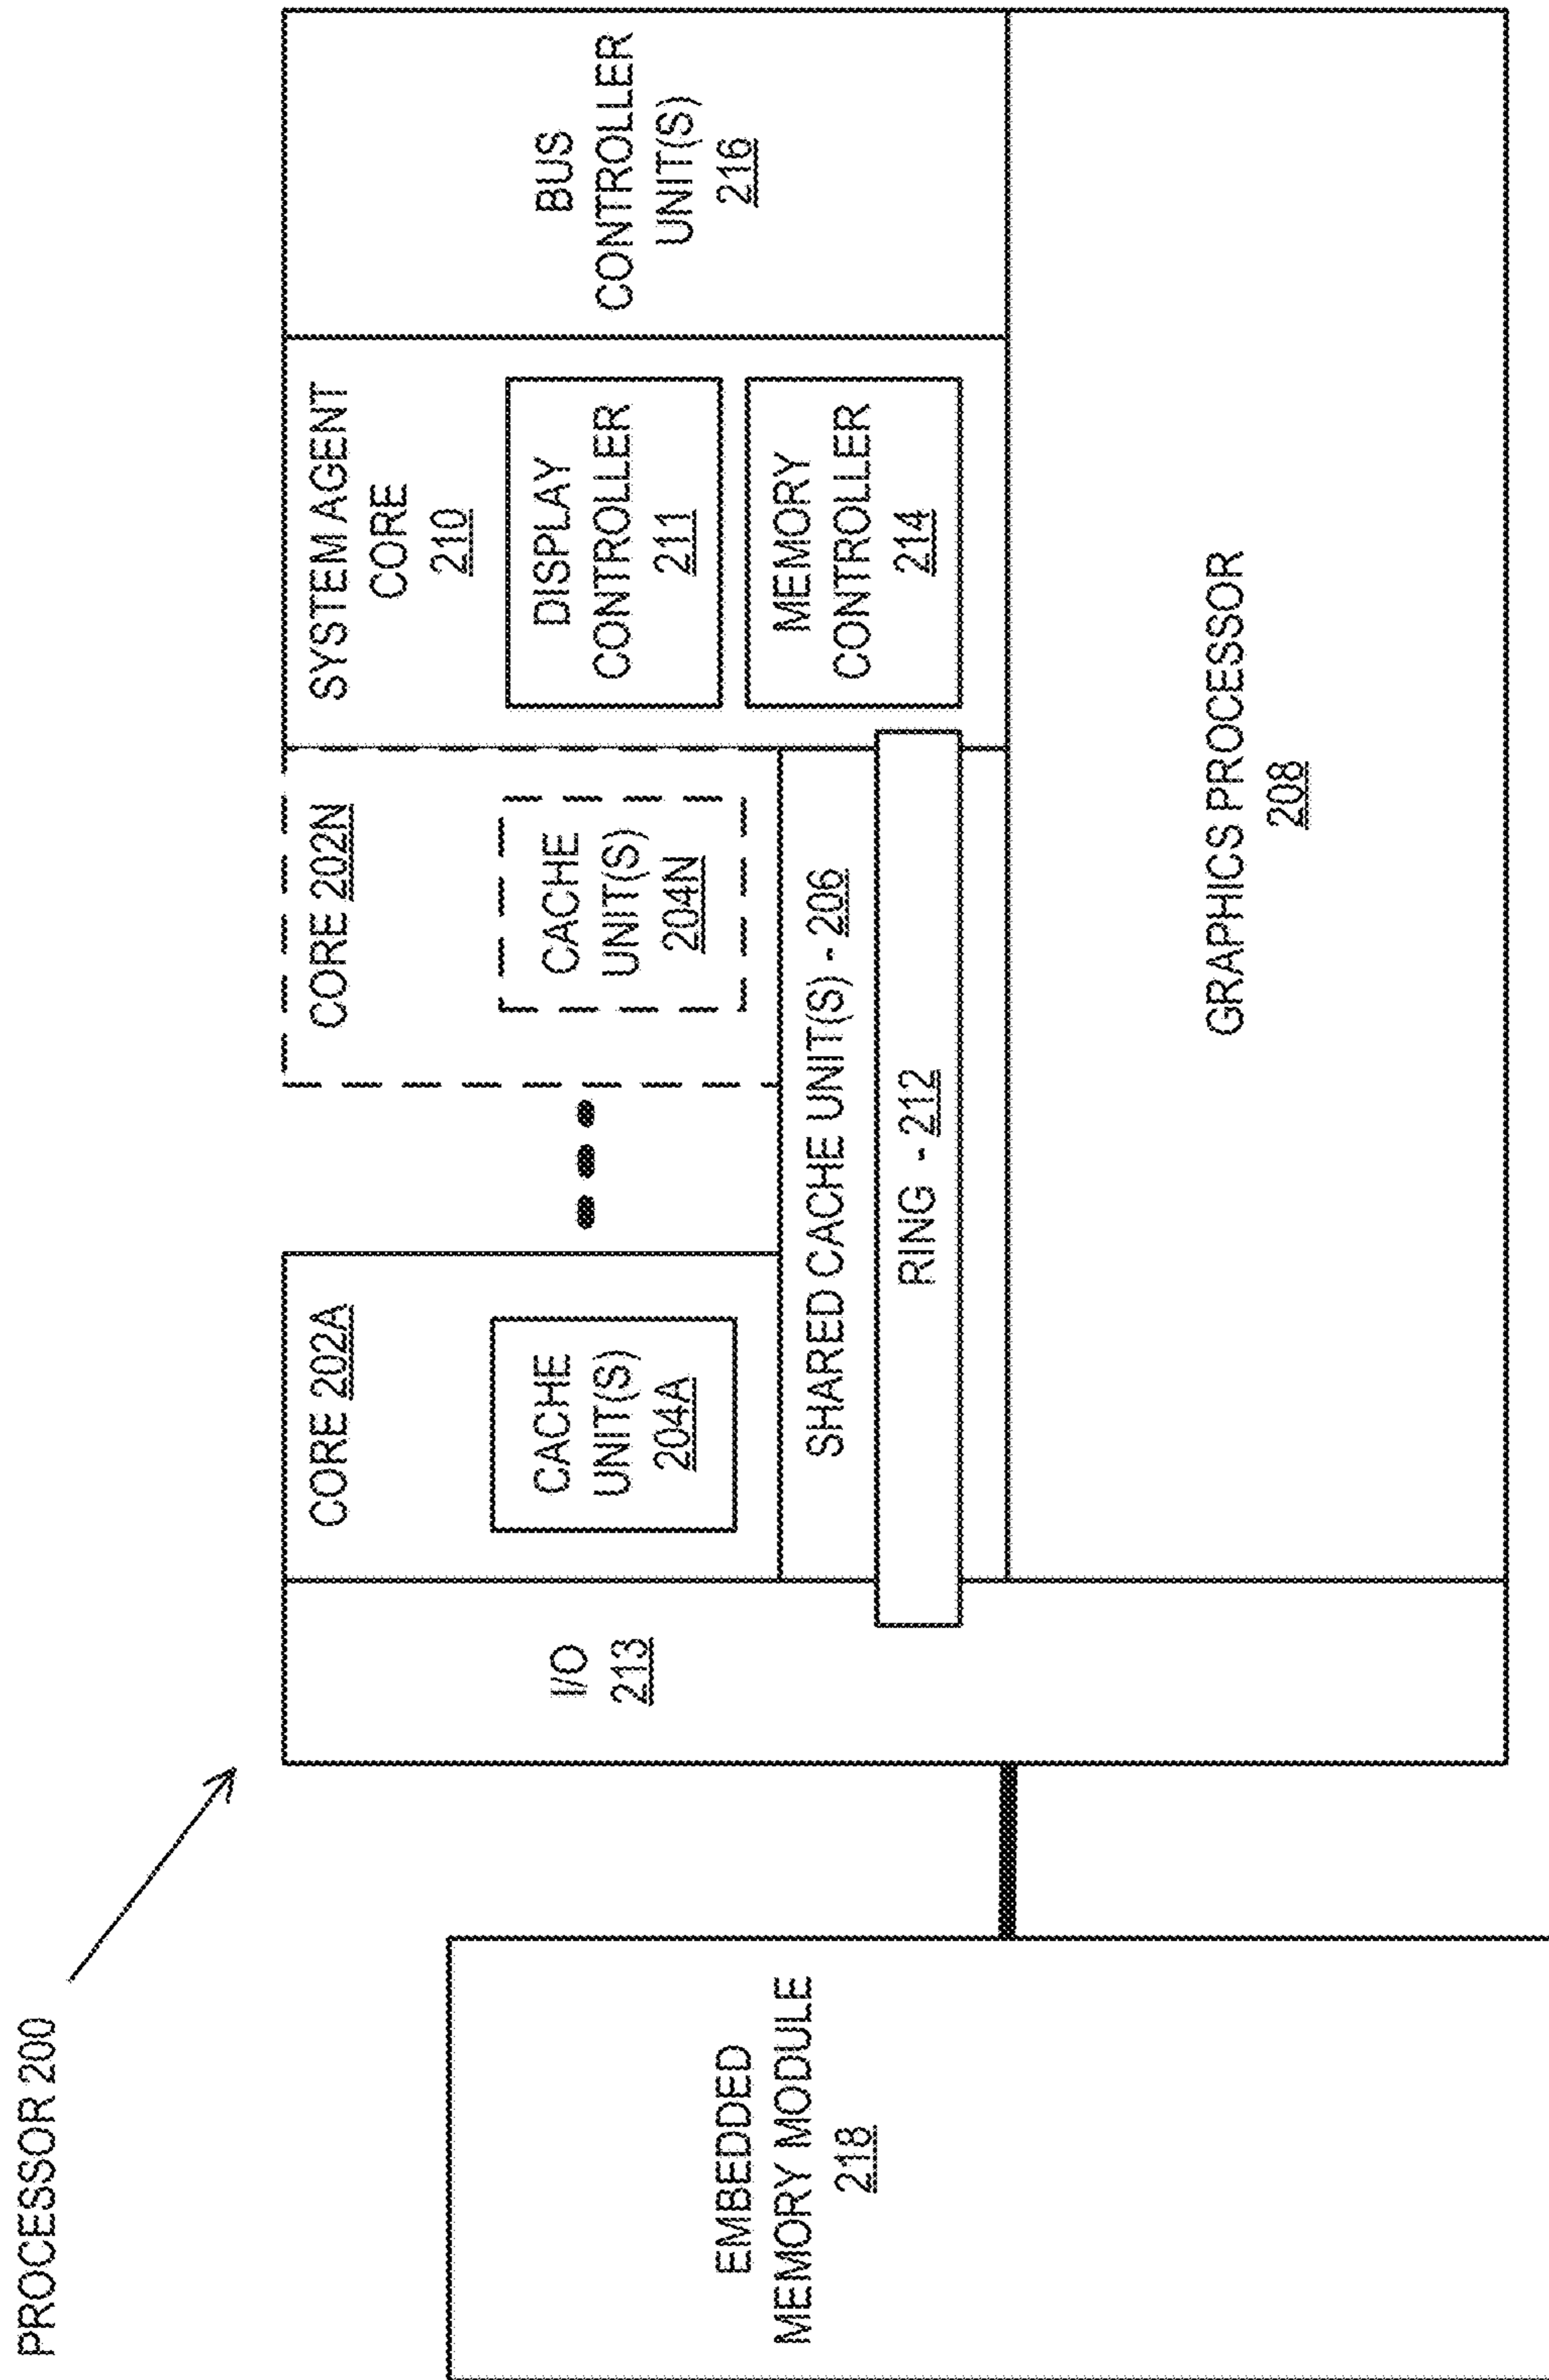 PROCESSOR 200
EMBEDDED
MEMORY MODULE
218
I/O
213
CORE 202A
CACHE
UNIT(S)
204A
CORE 202N
CACHE
UNIT(S)
204N
SHARED CACHE UNIT(S) - 206
RING - 212
SYSTEM AGENT
CORE
210
DISPLAY
CONTROLLER
211
MEMORY
CONTROLLER
214
BUS
CONTROLLER
UNIT(S)
216
GRAPHICS PROCESSOR
208